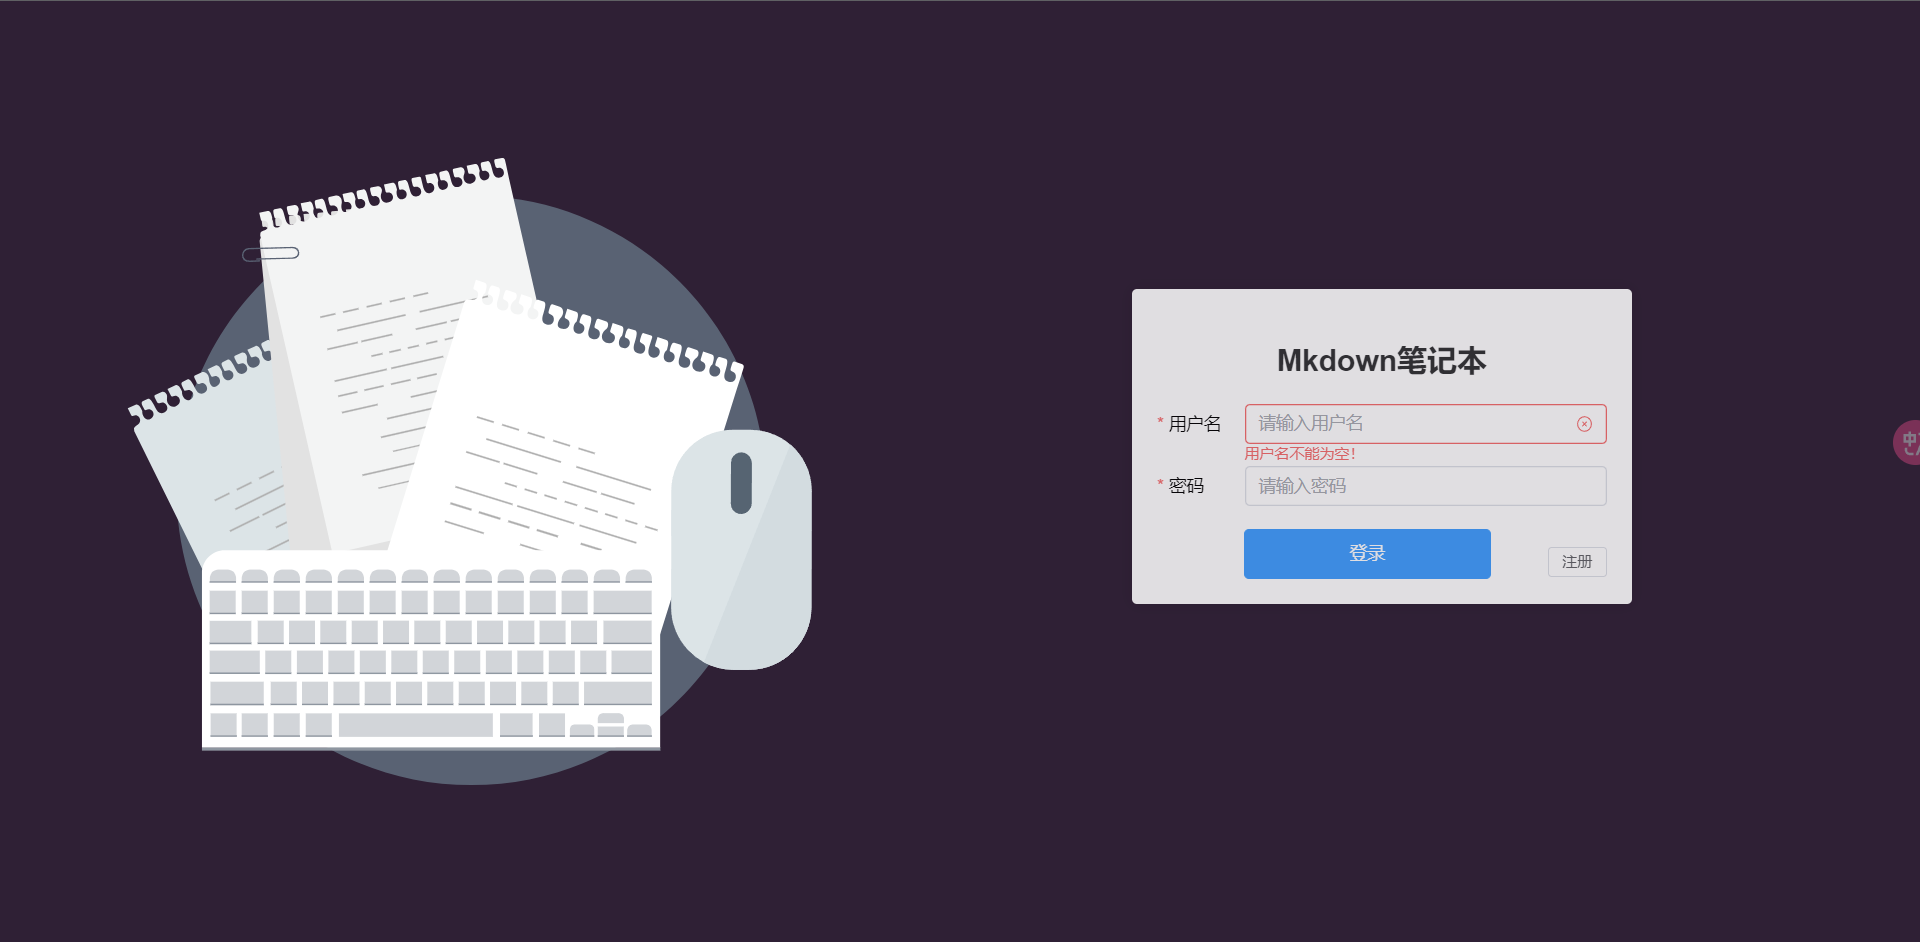 Mkdown笔记本
* 用户名
请输入用户名
用户名不能为空！
* 密码
请输入密码
登录
注册
中